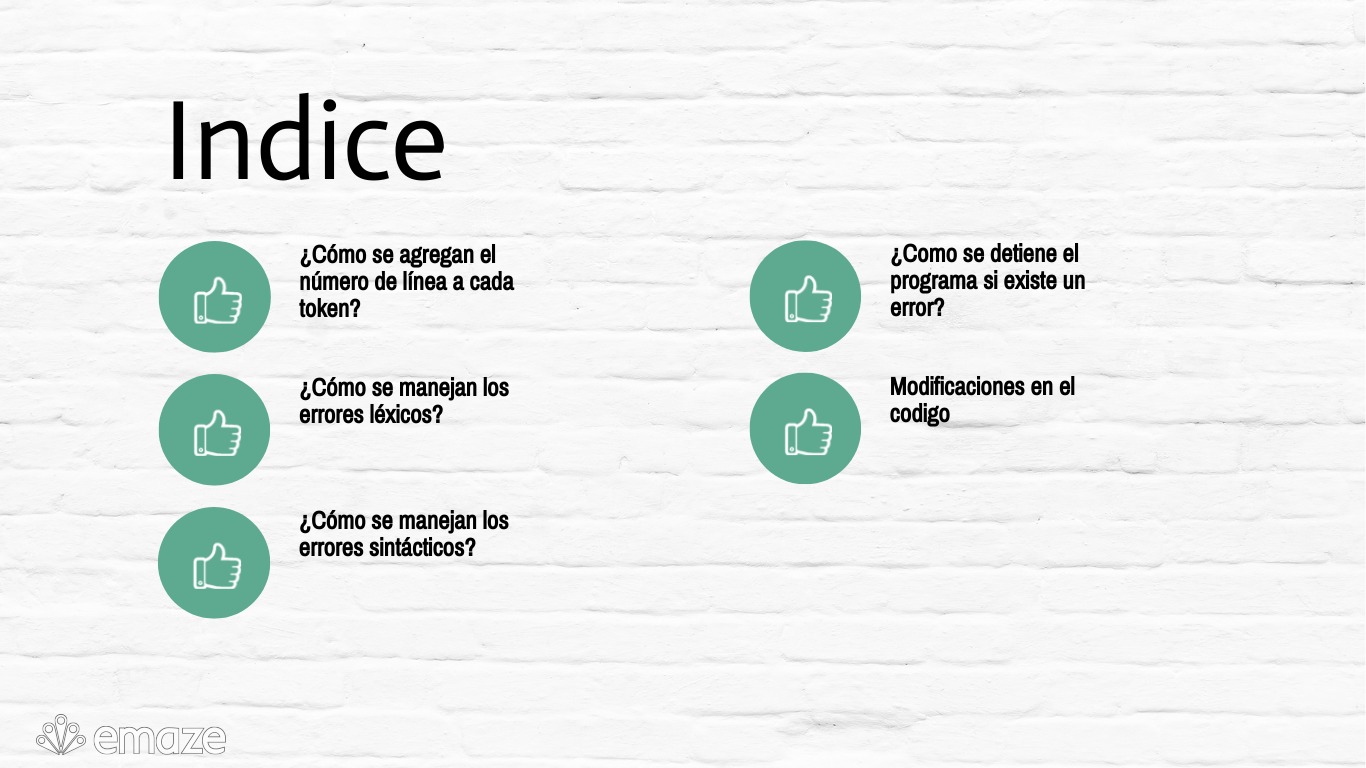 Indice
¿Cómo se agregan el
número de línea a cada
token?
¿Cómo se manejan los
errores léxicos?
¿Cómo se manejan los
errores sintácticos?
¿Como se detiene el
programa si existe un
error?
Modificaciones en el
codigo
emaze